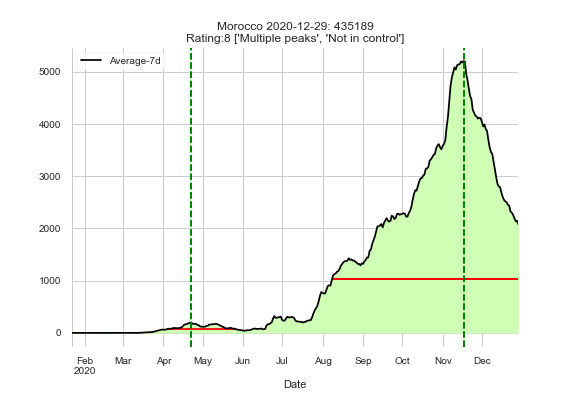 Morocco 2020-12-29: 435189
Rating:8 ['Multiple peaks', 'Not in control']
Average-7d
5000
4000
3000
2000
1000
0
Feb Mar Apr May Jun Jul Aug Sep Oct Nov Dec
2020
Date